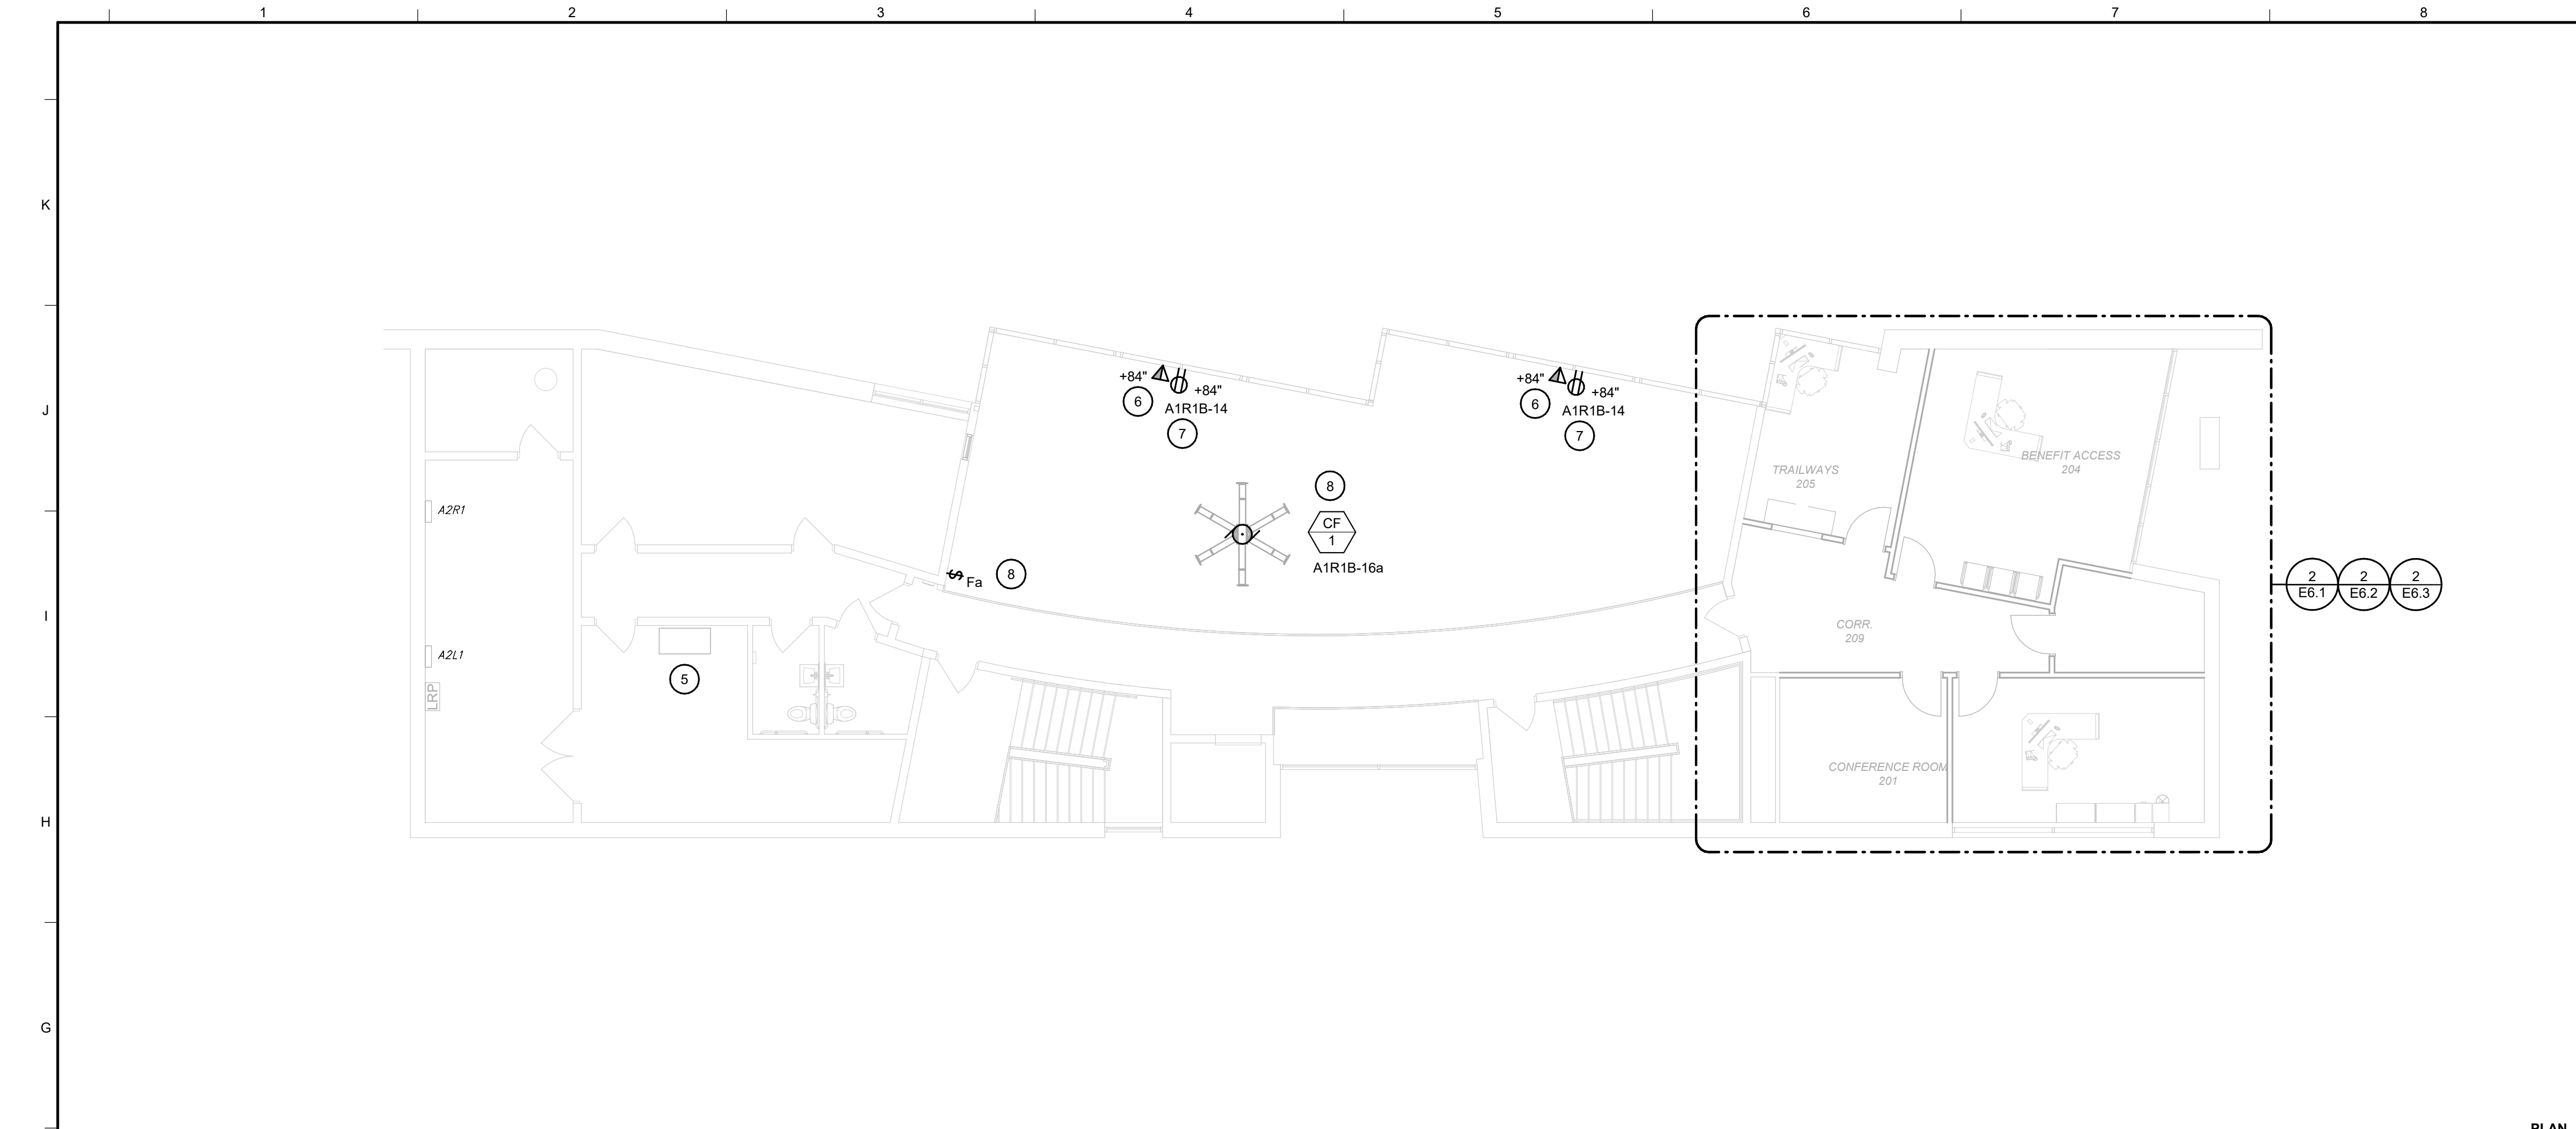 1
2
3
4
5
6
7
8
K
J
I
H
G
+84"
6
+84"
A1R1B-14
7
+84"
6
+84"
A1R1B-14
7
8
CF
1
A1R1B-16a
Fa
8
A2R1
A2L1
LRP
5
TRAILWAYS
205
BENEFIT ACCESS
204
CORR.
209
CONFERENCE ROOM
201
2
E6.1
2
E6.2
2
E6.3
PLAN